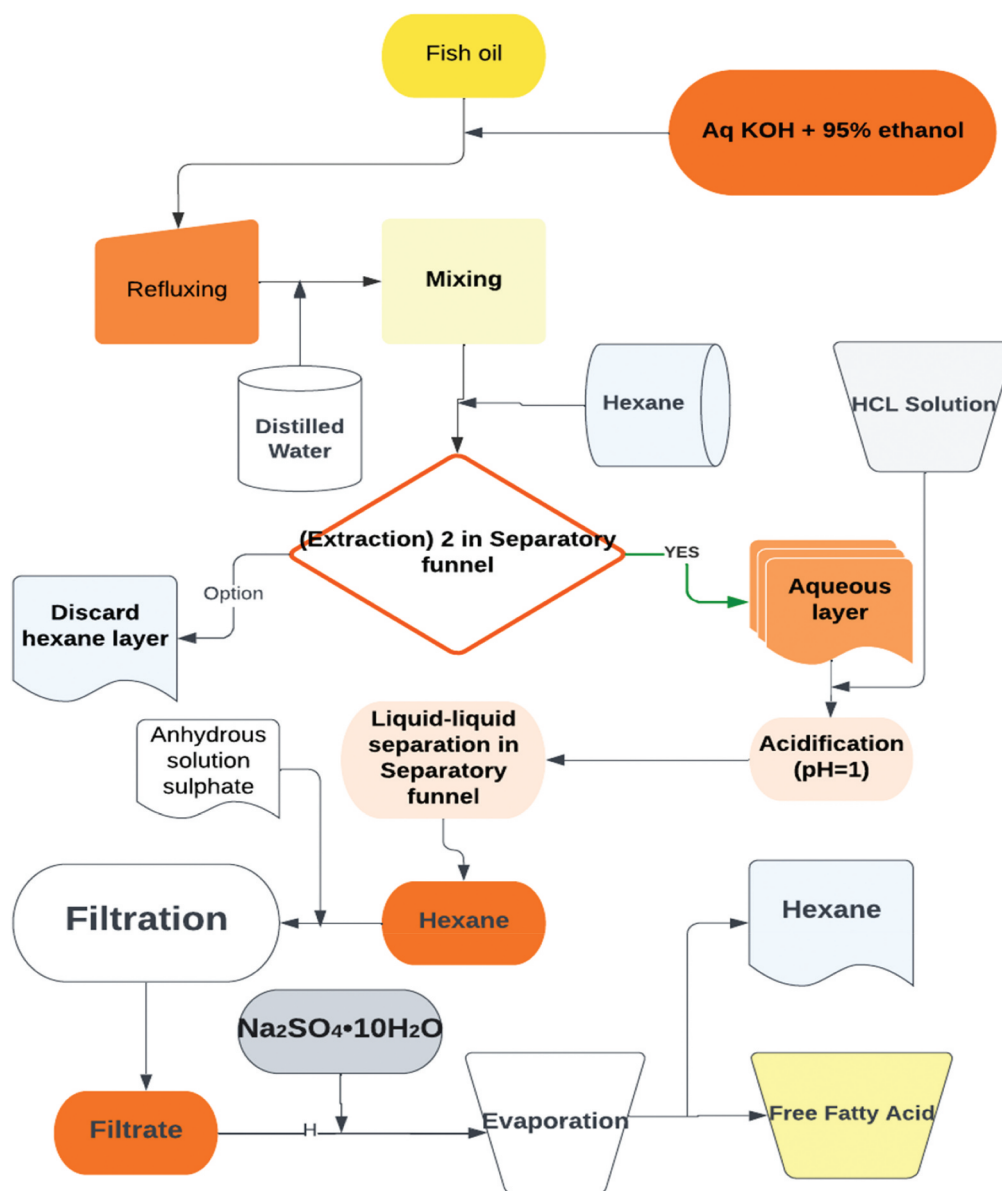 Fish oil
Aq KOH + 95% ethanol
Refluxing
Mixing
Distilled
Water
Hexane
HCL Solution
(Extraction) 2 in Separatory
funnel
YES
Option
Discard
hexane layer
Aqueous
layer
Liquid-liquid
separation in
Separatory
funnel
Acidification
(pH=1)
Anhydrous
solution
sulphate
Filtration
Hexane
Hexane
Na₂SO₄•10H₂O
Filtrate
H
Evaporation
Free Fatty Acid